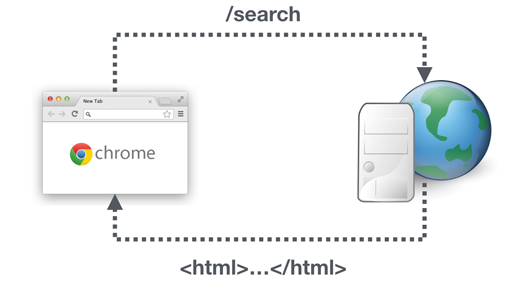 /search
New Tab
chrome
<html>…</html>